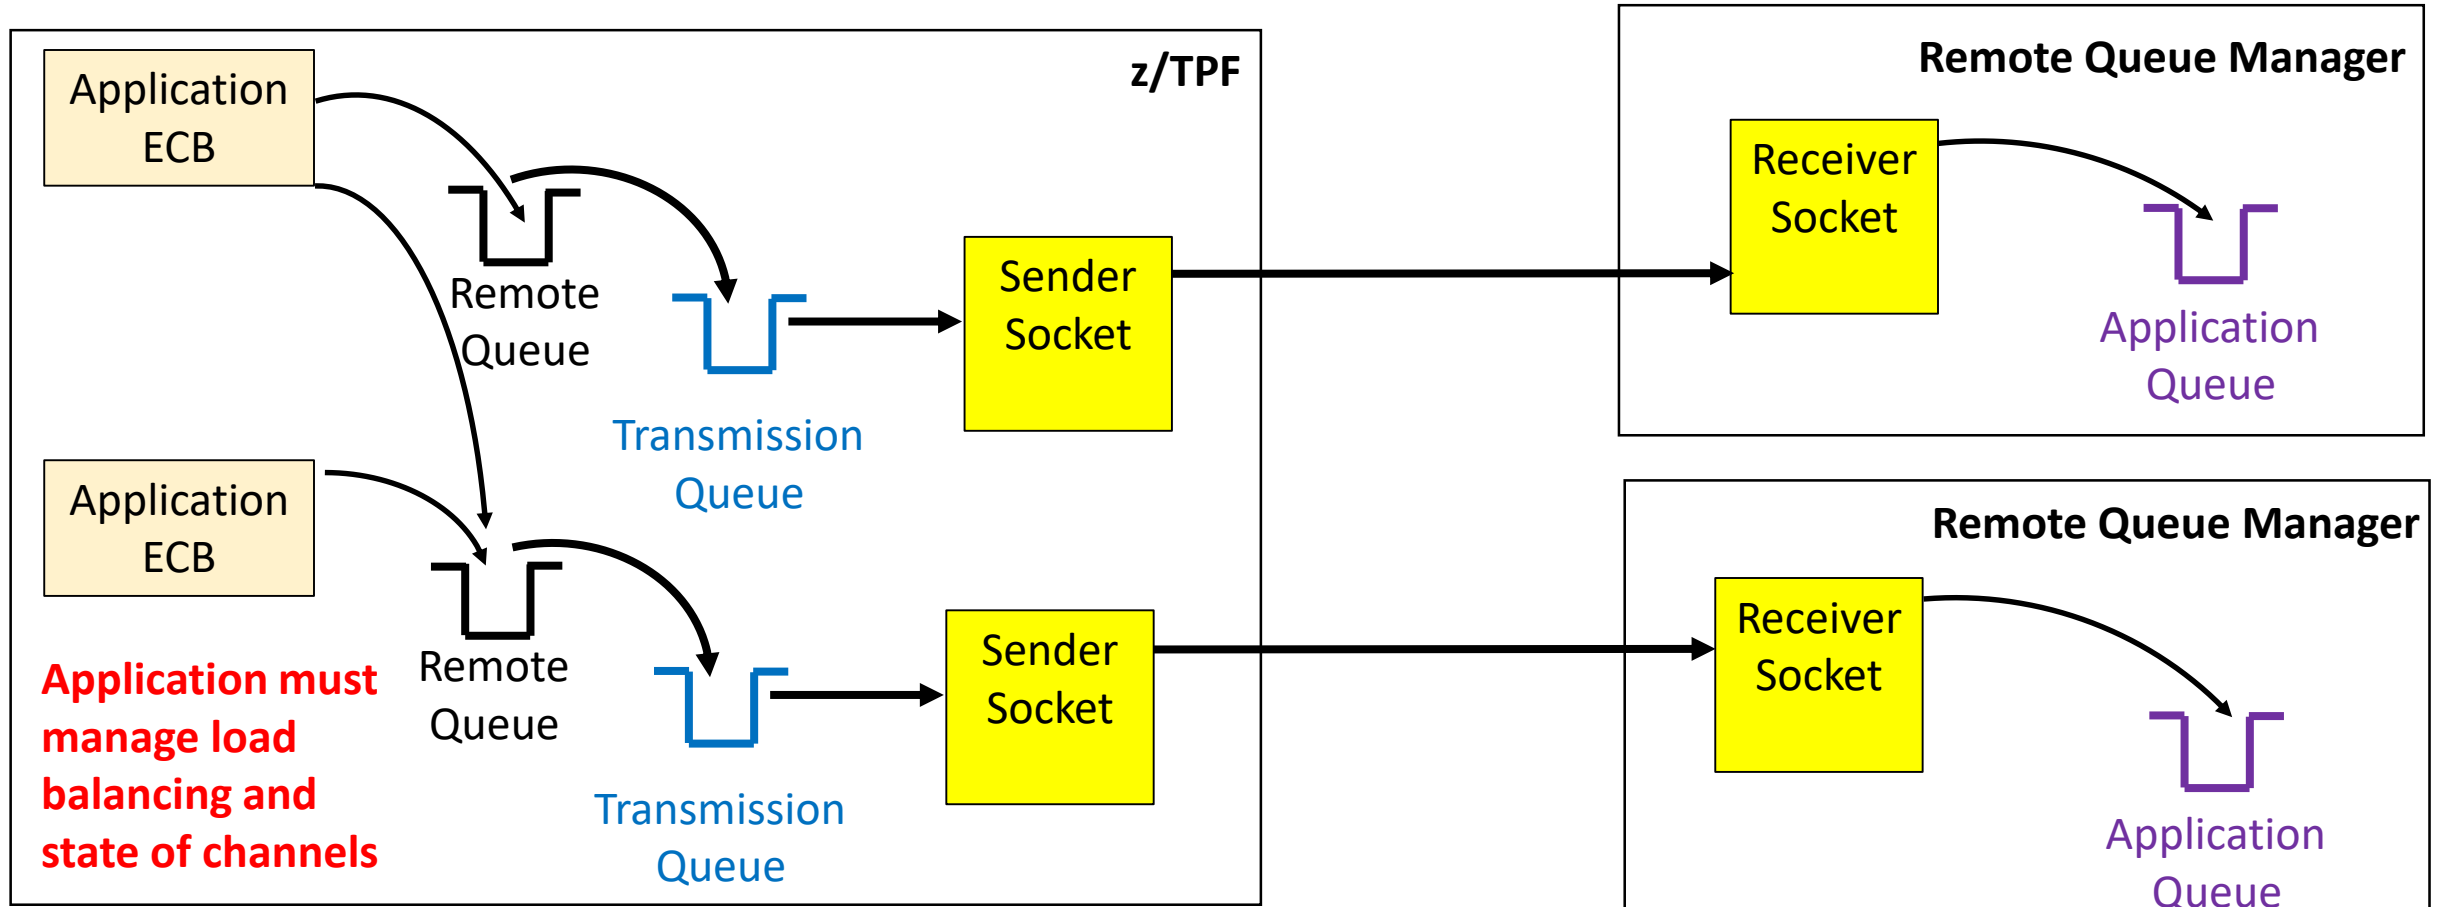 Application
ECB
z/TPF
Remote
Queue
Transmission
Queue
Sender
Socket
Remote Queue Manager
Receiver
Socket
Application
Queue
Application
ECB
Remote
Queue
Transmission
Queue
Sender
Socket
Application must
manage load
balancing and
state of channels
Remote Queue Manager
Receiver
Socket
Application
Queue